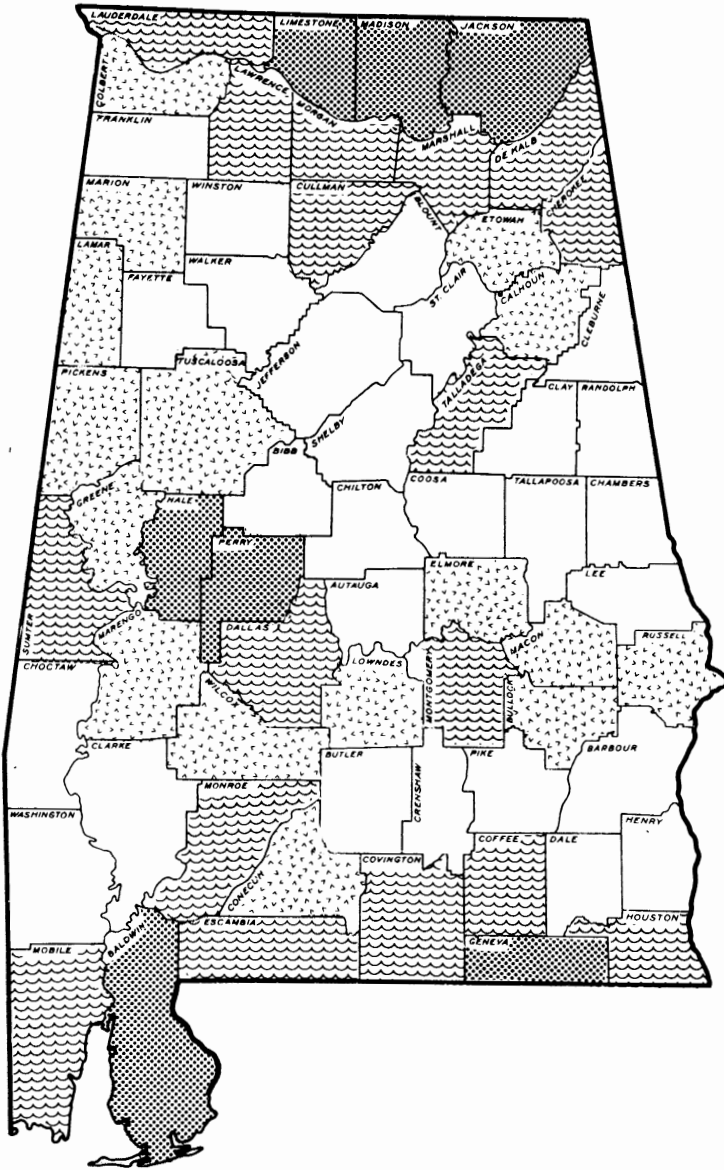 LAUDERDALE
LIMESTONE
MADISON
JACKSON
COLBERT
LAWRENCE
MORGAN
FRANKLIN
MARSHALL
DE KALB
CHEROKEE
MARION
WINSTON
CULLMAN
BLOUNT
ETOWAH
LAMAR
FAYETTE
WALKER
ST. CLAIR
CALHOUN
CLEBURNE
JEFFERSON
TUSCALOOSA
PICKENS
TALLADEGA
CLAY
RANDOLPH
SHELBY
BIBB
GREENE
HALE
CHILTON
COOSA
TALLAPOOSA
CHAMBERS
PERRY
ELMORE
LEE
AUTAUGA
SUMTER
MARENGO
DALLAS
MACON
RUSSELL
CHOCTAW
LOWNDES
MONTGOMERY
BULLOCK
WILCOX
CLARKE
BUTLER
CRENSHAW
PIKE
BARBOUR
MONROE
WASHINGTON
HENRY
CONECUH
COVINGTON
COFFEE
DALE
ESCAMBIA
HOUSTON
BALDWIN
GENEVA
MOBILE